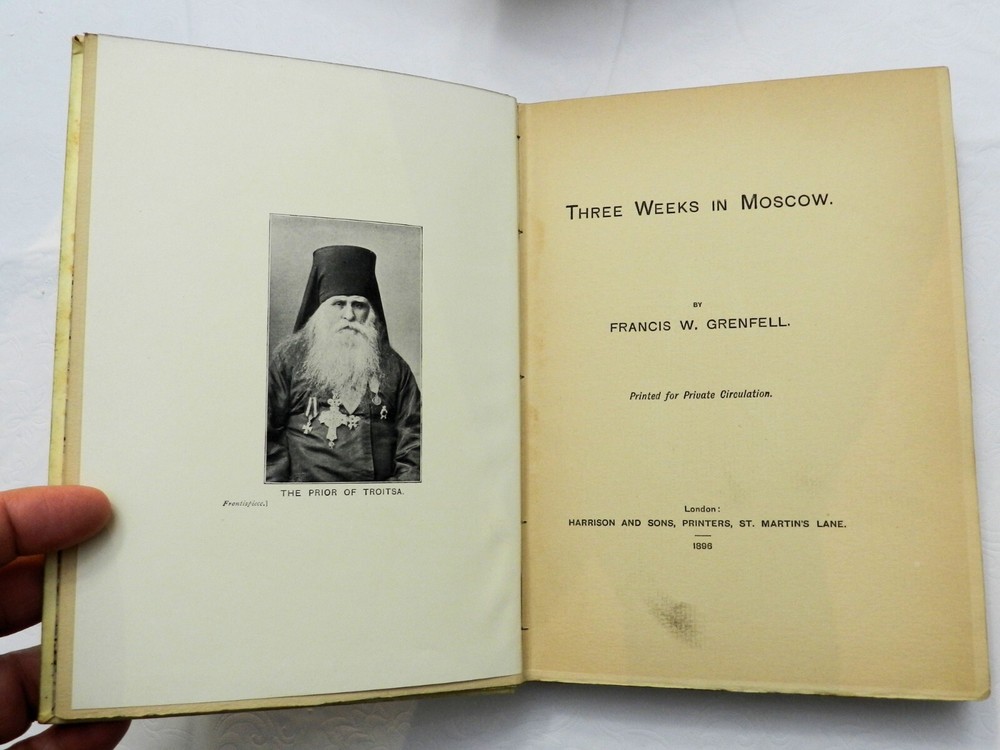 THE PRIOR OF TROITSA.
Frontispiece.]
THREE WEEKS IN MOSCOW.
BY
FRANCIS W. GRENFELL.
Printed for Private Circulation.
London:
HARRISON AND SONS, PRINTERS, ST. MARTIN'S LANE.
1896